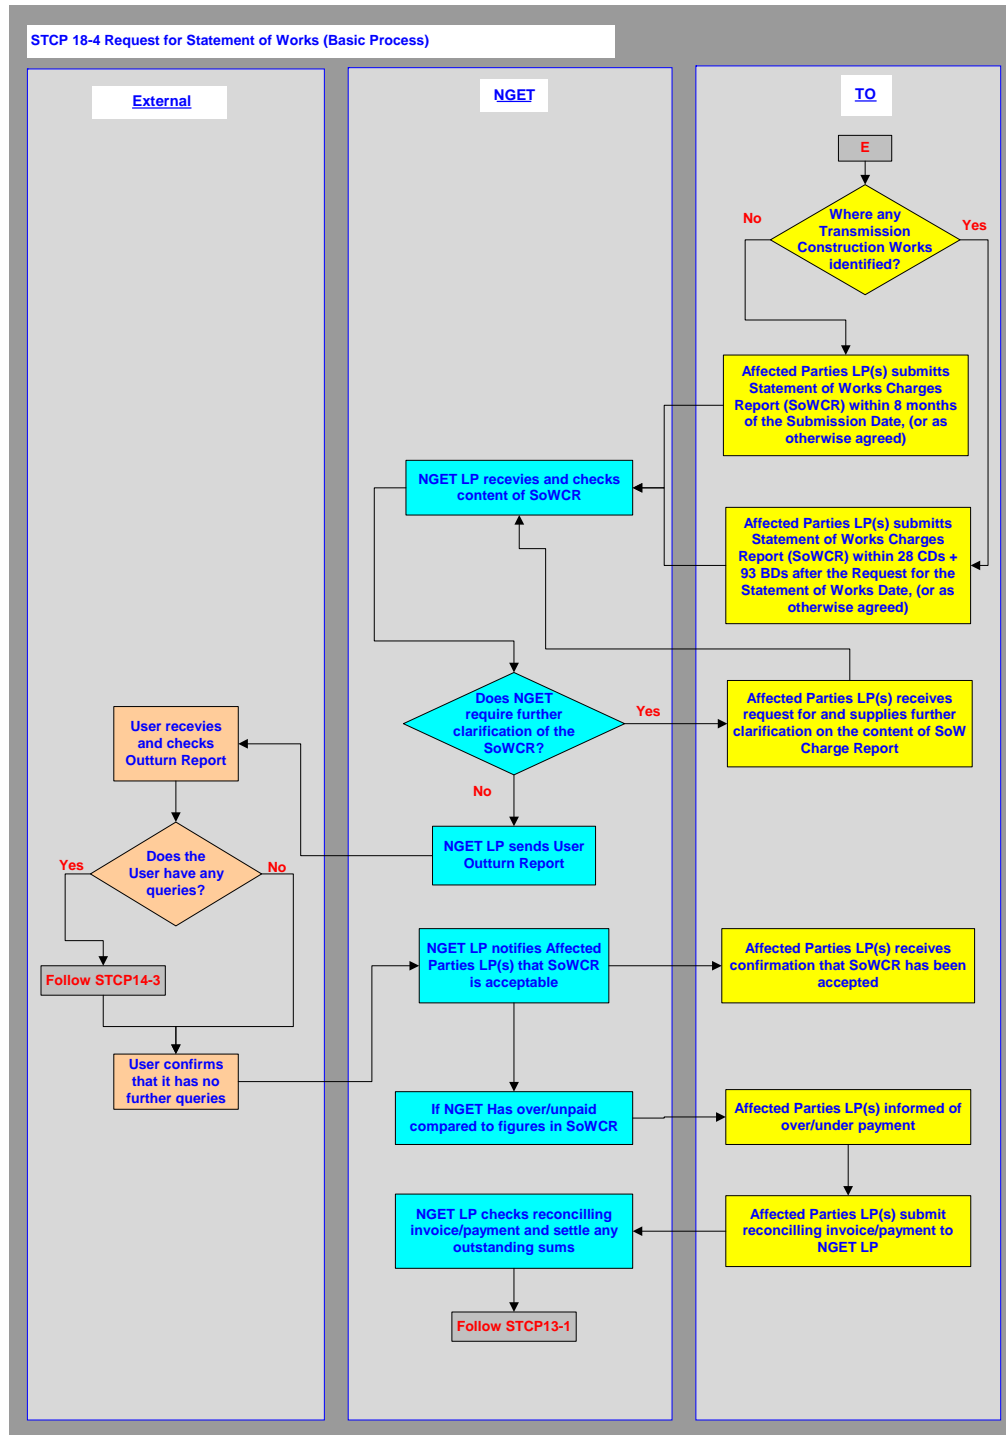 STCP 18-4 Request for Statement of Works (Basic Process)
External
NGET
TO
E
Where any
Transmission
Construction Works
identified?
No
Yes
Affected Parties LP(s) submitts
Statement of Works Charges
Report (SoWCR) within 8 months
of the Submission Date, (or as
otherwise agreed)
NGET LP recevies and checks
content of SoWCR
Affected Parties LP(s) submitts
Statement of Works Charges
Report (SoWCR) within 28 CDs +
93 BDs after the Request for the
Statement of Works Date, (or as
otherwise agreed)
Does NGET
require further
clarification of the
SoWCR?
Yes
No
Affected Parties LP(s) receives
request for and supplies further
clarification on the content of SoW
Charge Report
User recevies
and checks
Outturn Report
NGET LP sends User
Outturn Report
Does the
User have any
queries?
Yes
No
Follow STCP14-3
User confirms
that it has no
further queries
NGET LP notifies Affected
Parties LP(s) that SoWCR
is acceptable
Affected Parties LP(s) receives
confirmation that SoWCR has been
accepted
If NGET Has over/unpaid
compared to figures in SoWCR
Affected Parties LP(s) informed of
over/under payment
Affected Parties LP(s) submit
reconcilling invoice/payment to
NGET LP
NGET LP checks reconcilling
invoice/payment and settle any
outstanding sums
Follow STCP13-1